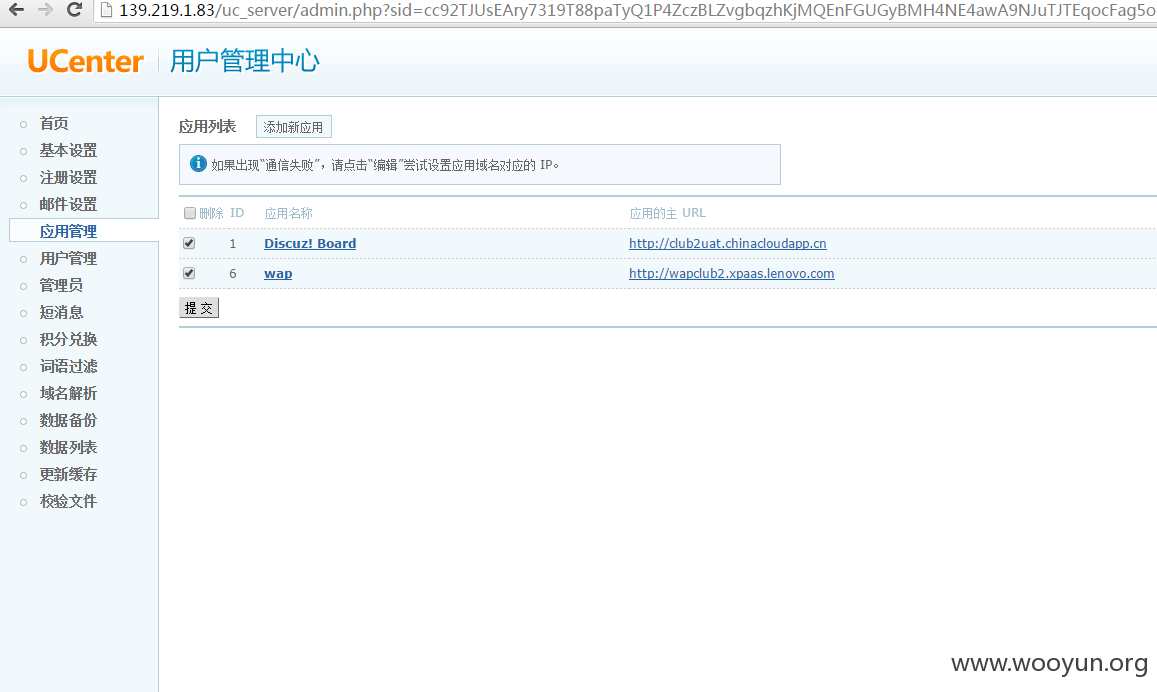 139.219.1.83/uc_server/admin.php?sid=cc92TJUsEAry7319T88paTyQ1P4ZczBLZvgbqzhKjMQEnFGUGyBMH4NE4awA9NJuTJTEqocFag5o
UCenter 用户管理中心
首页
基本设置
注册设置
邮件设置
应用管理
用户管理
管理员
短消息
积分兑换
词语过滤
域名解析
数据备份
数据列表
更新缓存
校验文件
应用列表 添加新应用
如果出现“通信失败”，请点击“编辑”尝试设置应用域名对应的 IP。
删除 ID 应用名称 应用的主 URL
1 Discuz! Board http://club2uat.chinacloudapp.cn
6 wap http://wapclub2.xpaas.lenovo.com
提 交
www.wooyun.org